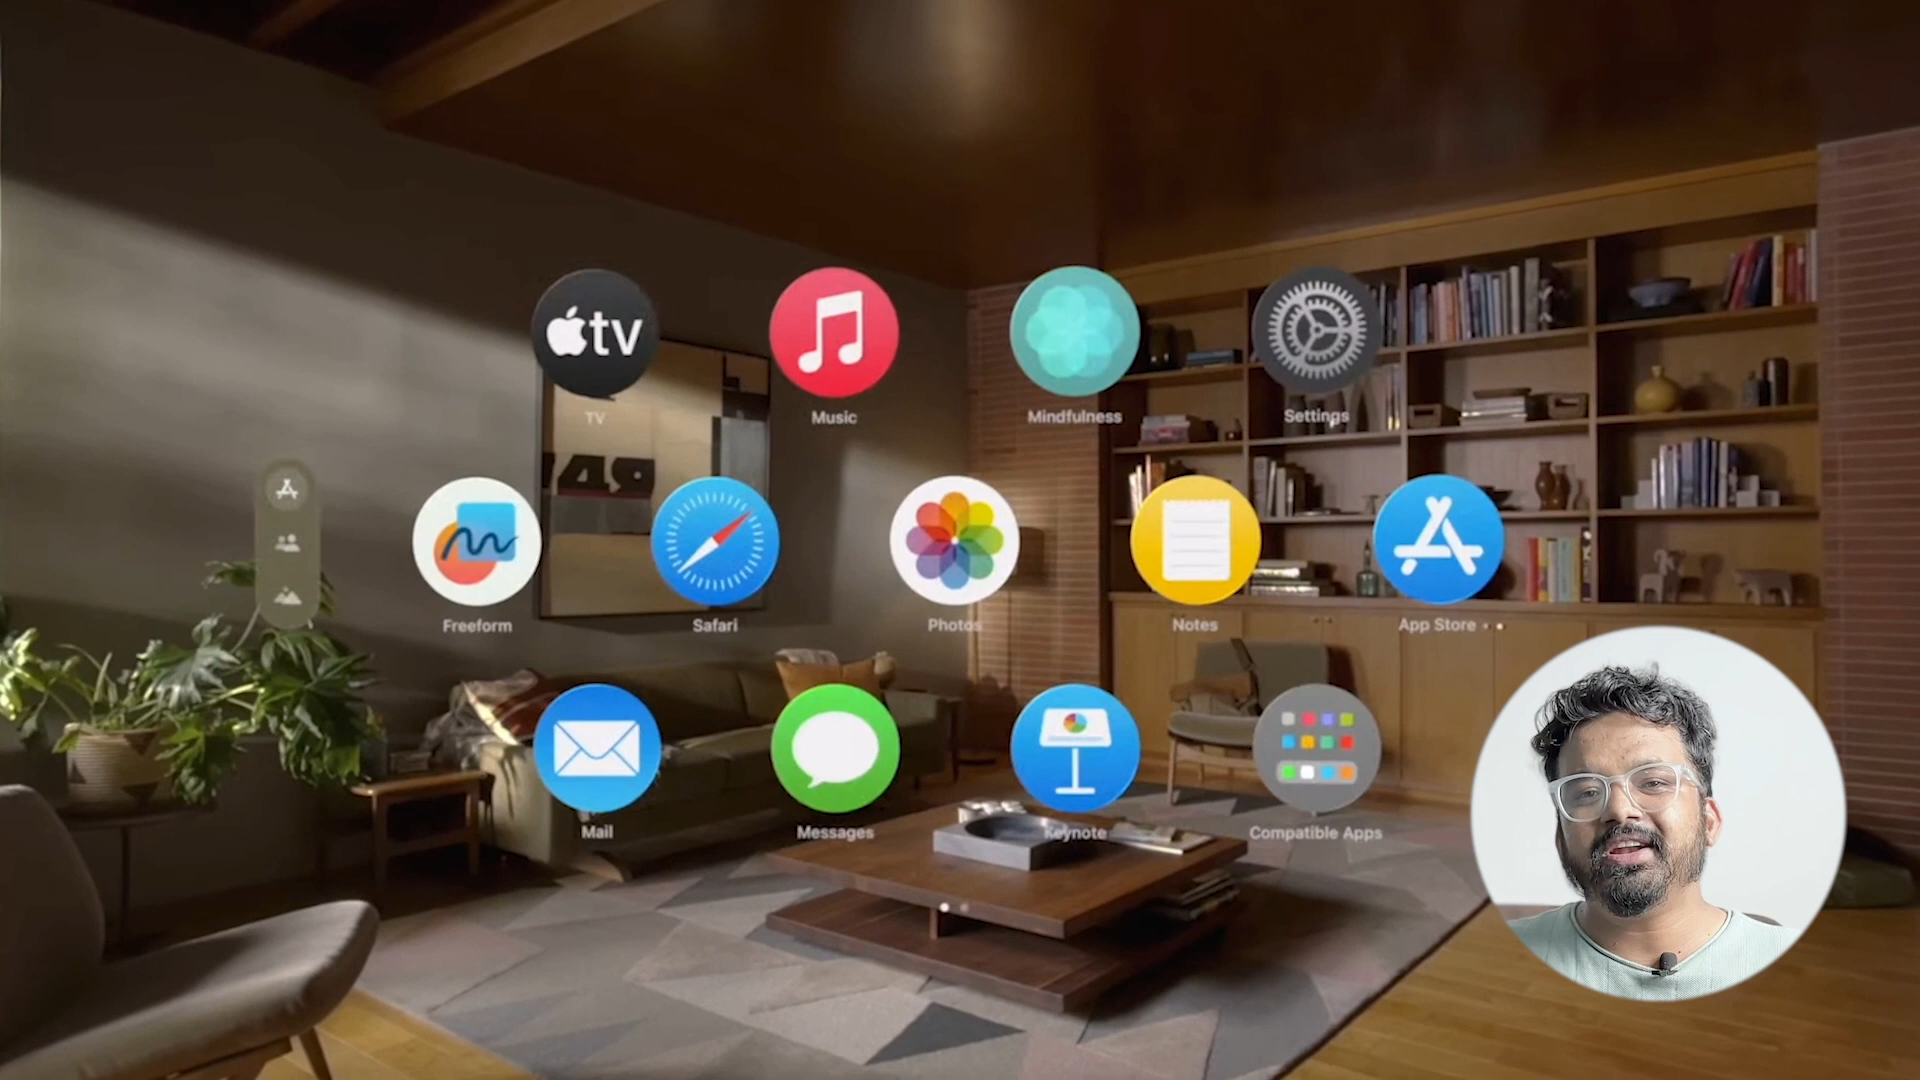 tv
TV
Music
Mindfulness
Settings
Freeform
Safari
Photos
Notes
App Store
Mail
Messages
Keynote
Compatible Apps